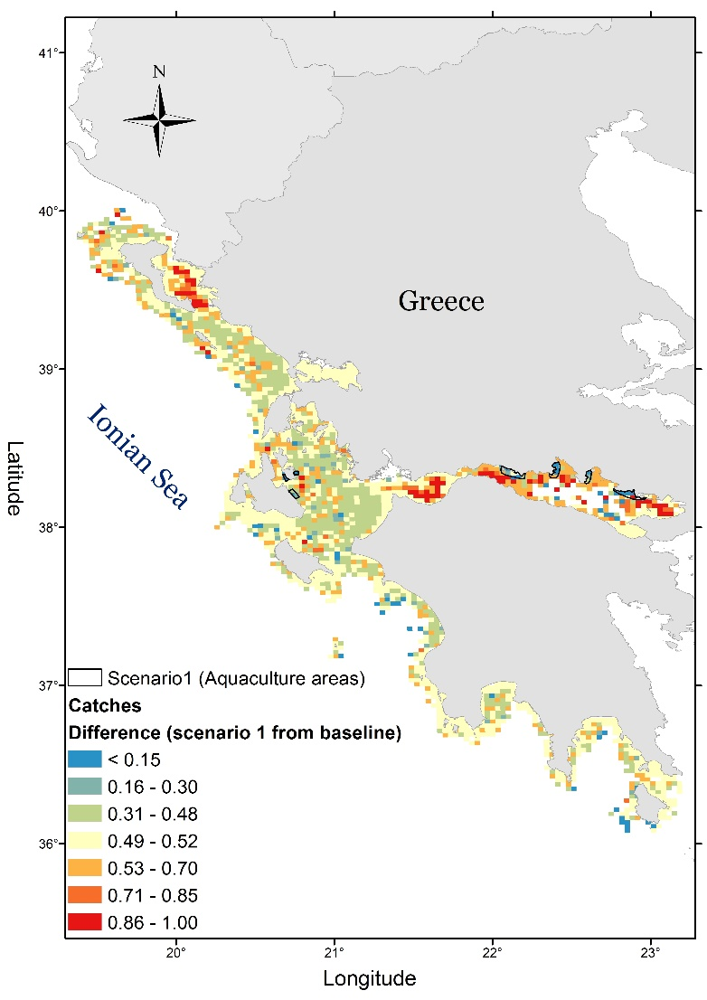 N
41°
40°
39°
38°
37°
36°
Latitude
Greece
Ionian Sea
Scenario1 (Aquaculture areas)
Catches
Difference (scenario 1 from baseline)
< 0.15
0.16 - 0.30
0.31 - 0.48
0.49 - 0.52
0.53 - 0.70
0.71 - 0.85
0.86 - 1.00
20°
21°
22°
23°
Longitude